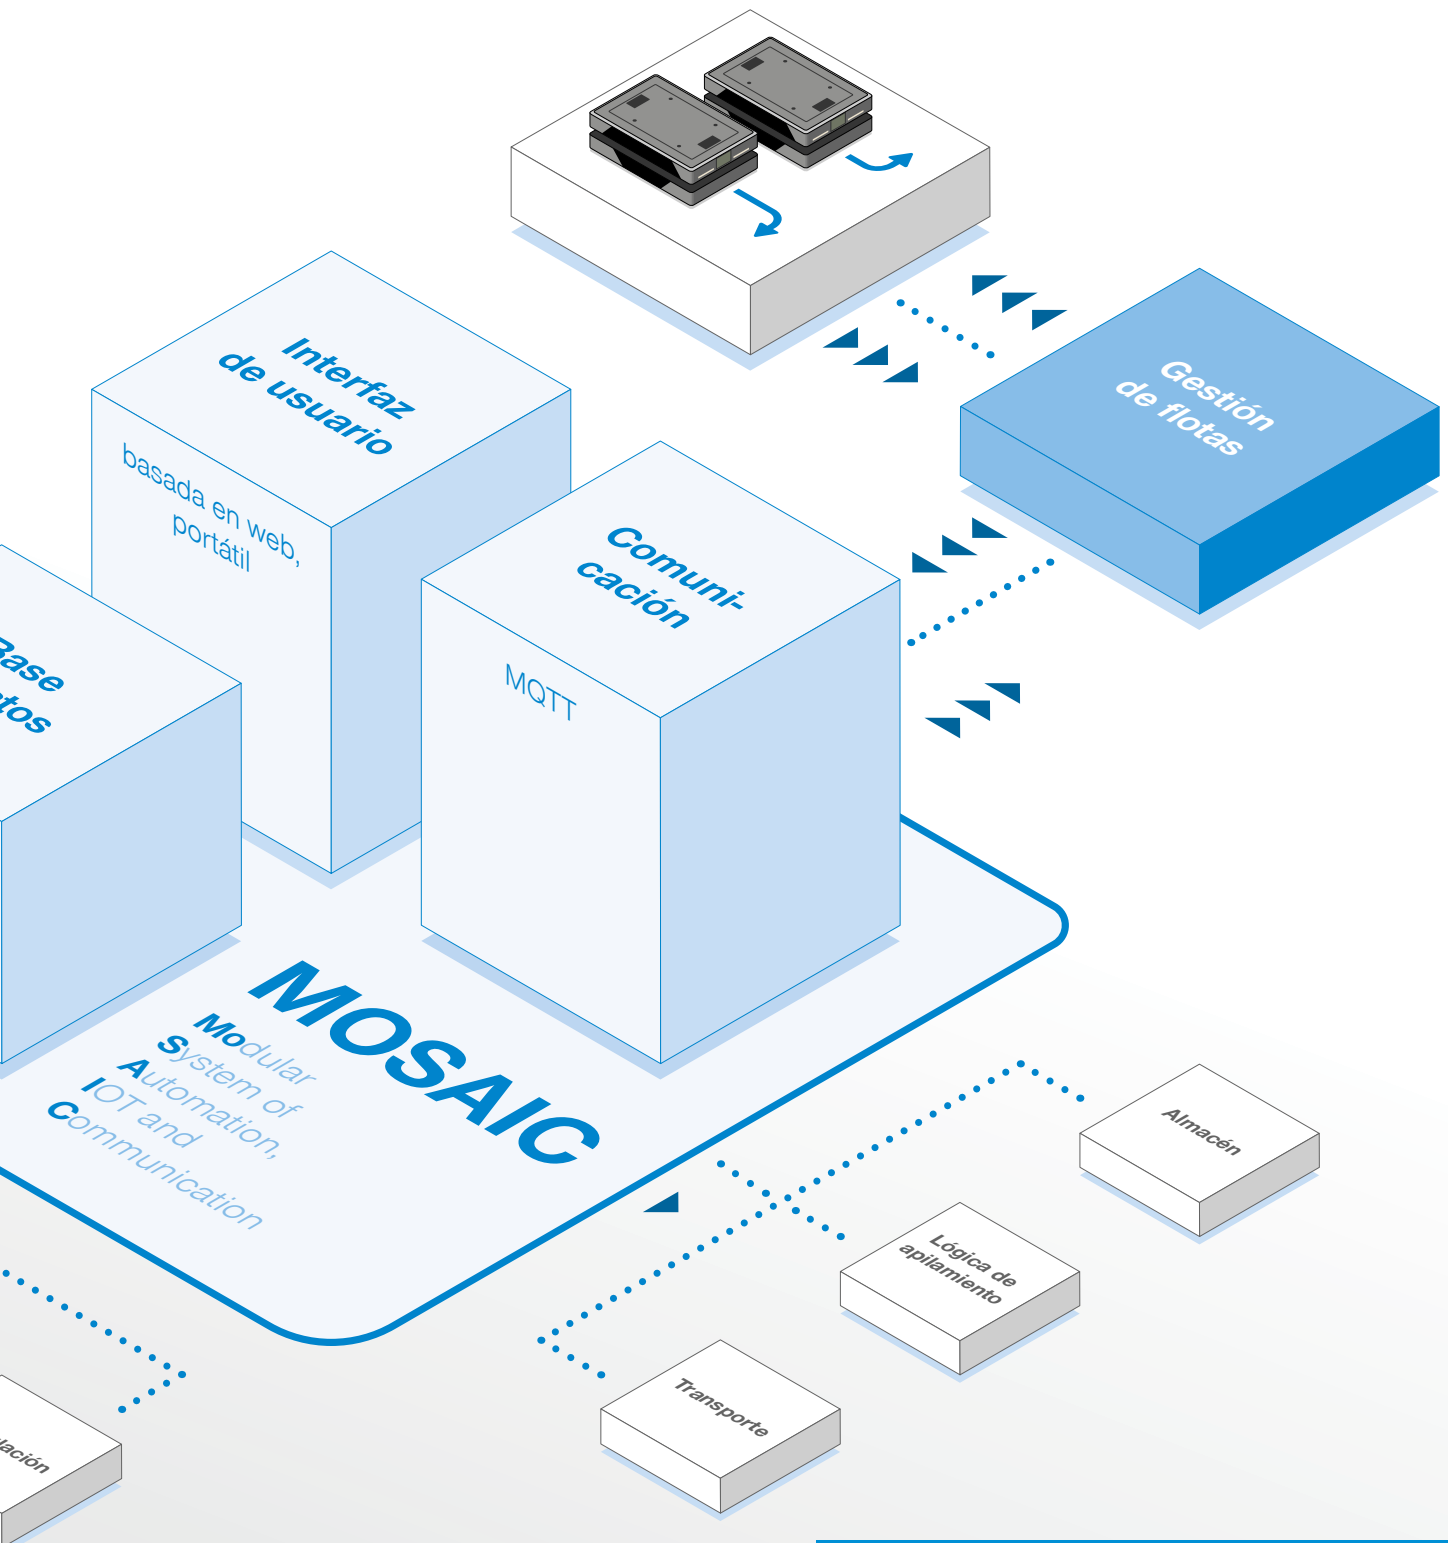 Gestión
de flotas
Interfaz
de usuario
basada en web,
portátil
Comuni-
cación
MQTT
Base
MOSAIC
Modular
System of
Automation,
IOT and
Communication
Almacén
Lógica de
apilamiento
Transporte